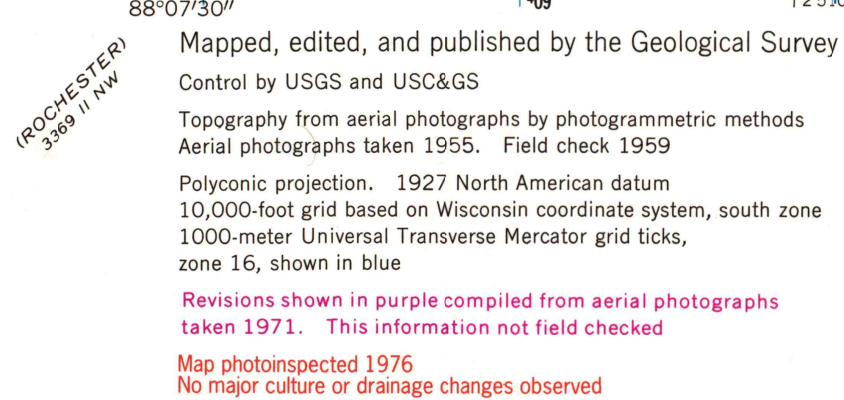 88°07'30"
(ROCHESTER)
3369 II NW
Mapped, edited, and published by the Geological Survey
Control by USGS and USC&GS
Topography from aerial photographs by photogrammetric methods
Aerial photographs taken 1955. Field check 1959
Polyconic projection. 1927 North American datum
10,000-foot grid based on Wisconsin coordinate system, south zone
1000-meter Universal Transverse Mercator grid ticks,
zone 16, shown in blue
Revisions shown in purple compiled from aerial photographs
taken 1971. This information not field checked
Map photoinspected 1976
No major culture or drainage changes observed